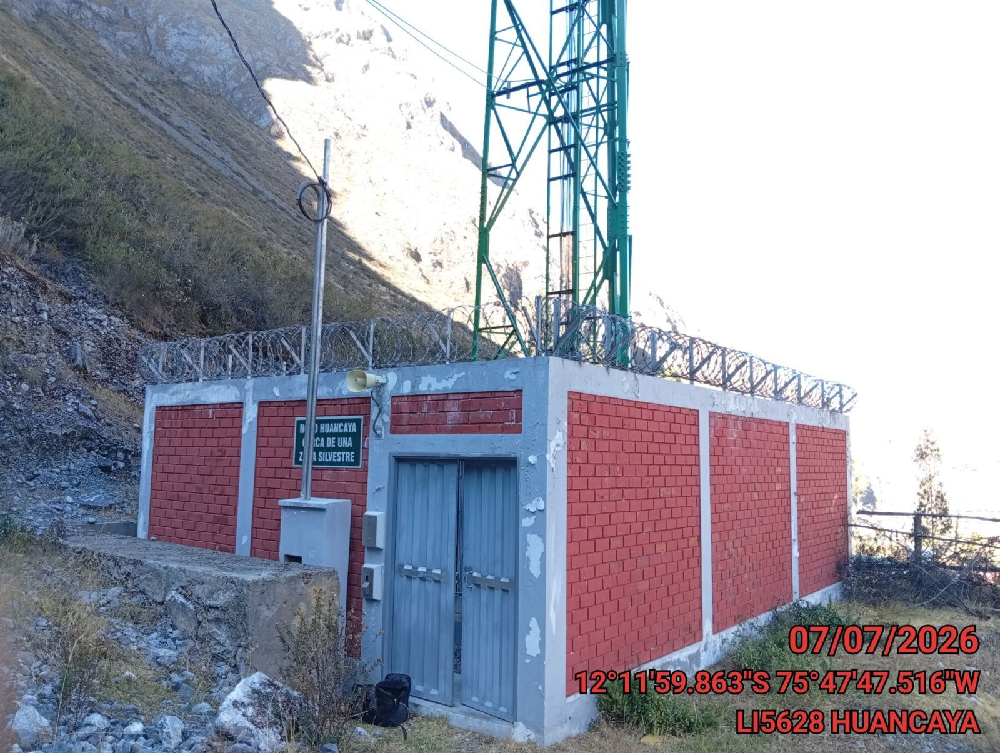 HUANCAYA
DE UNA
SILVESTRE
07/07/2026
12°11'59.863"S 75°47'47.516"W
LI5628 HUANCAYA